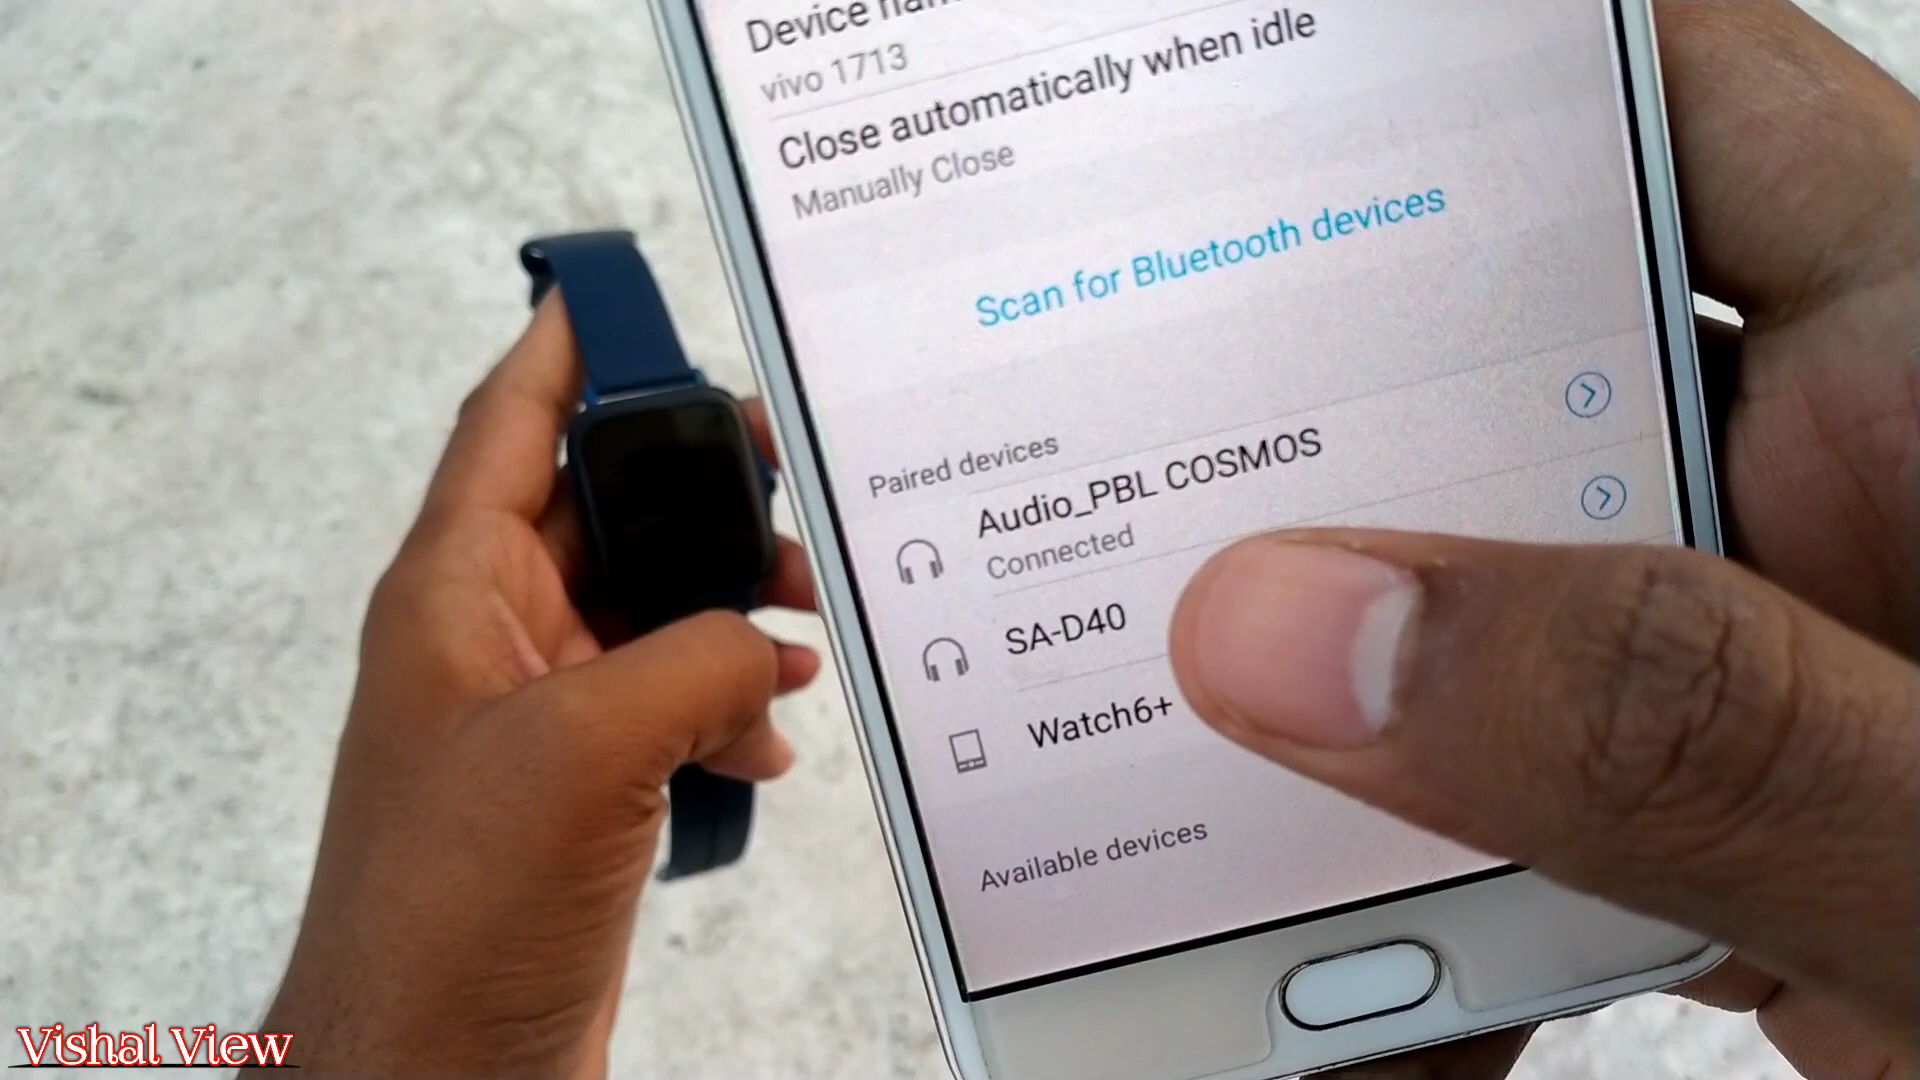 Device
vivo 1713
Close automatically when idle
Manually Close
Scan for Bluetooth devices
Paired devices
Audio_PBL COSMOS
Connected
SA-D40
Watch6+
Available devices
Vishal View